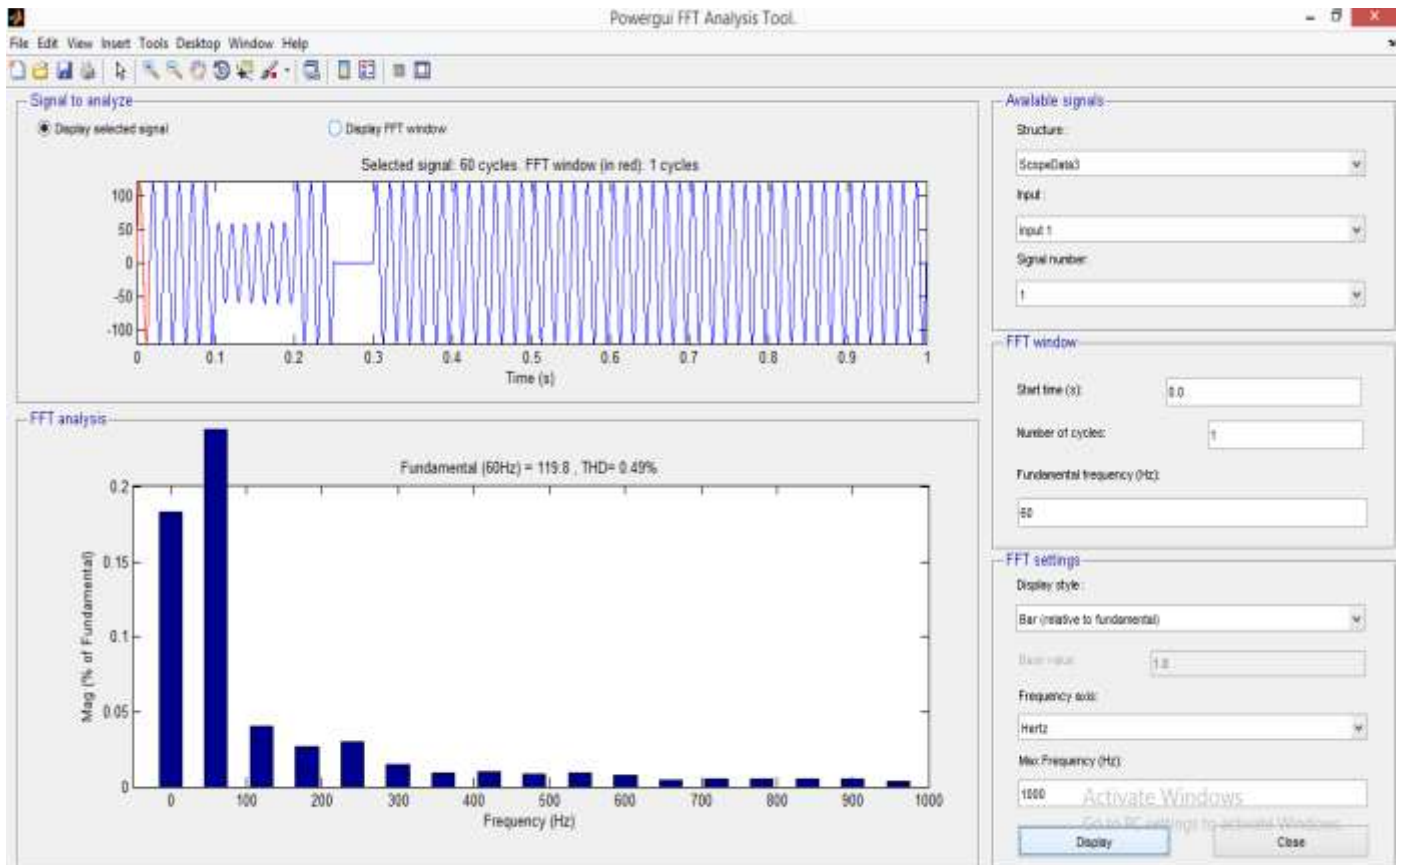 Powergui FFT Analysis Tool.
File Edit View Insert Tools Desktop Window Help
Signal to analyze
Display selected signal
Display FFT window
Selected signal: 60 cycles. FFT window (in red): 1 cycles
100
50
0
-50
-100
0 0.1 0.2 0.3 0.4 0.5 0.6 0.7 0.8 0.9 1
Time (s)
FFT analysis
Fundamental (60Hz) = 119.8 , THD= 0.49%
0.2
0.15
0.1
0.05
0
Mag (% of Fundamental)
0 100 200 300 400 500 600 700 800 900 1000
Frequency (Hz)
Available signals
Structure:
ScopeData3
Input:
input 1
Signal number:
1
FFT window
Start time (s): 0.0
Number of cycles: 1
Fundamental frequency (Hz):
60
FFT settings
Display style:
Bar (relative to fundamental)
Base value: 1.0
Frequency axis:
Hertz
Max Frequency (Hz):
1000
Activate Windows
Go to PC settings to activate Windows.
Display
Close